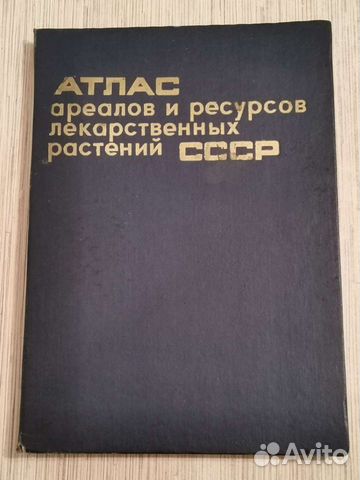 АТЛАС
ареалов и ресурсов
лекарственных
растений СССР
Avito